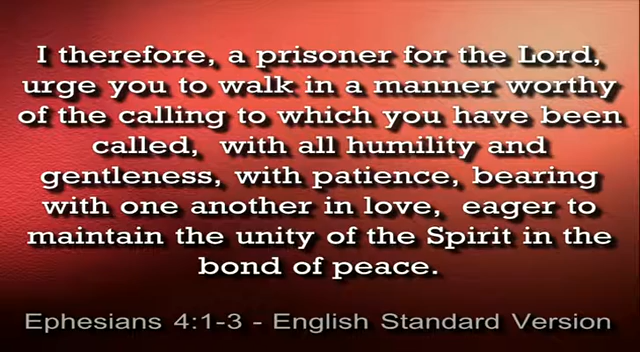 I therefore, a prisoner for the Lord,
urge you to walk in a manner worthy
of the calling to which you have been
called,  with all humility and
gentleness, with patience, bearing
with one another in love,  eager to
maintain the unity of the Spirit in the
bond of peace.
Ephesians 4:1-3 - English Standard Version